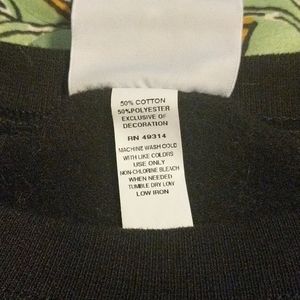 50% COTTON
50%POLYESTER
EXCLUSIVE OF
DECORATION
RN 49314
MACHINE WASH COLD
WITH LIKE COLORS
USE ONLY
NON-CHLORINE BLEACH
WHEN NEEDED
TUMBLE DRY LOW
LOW IRON